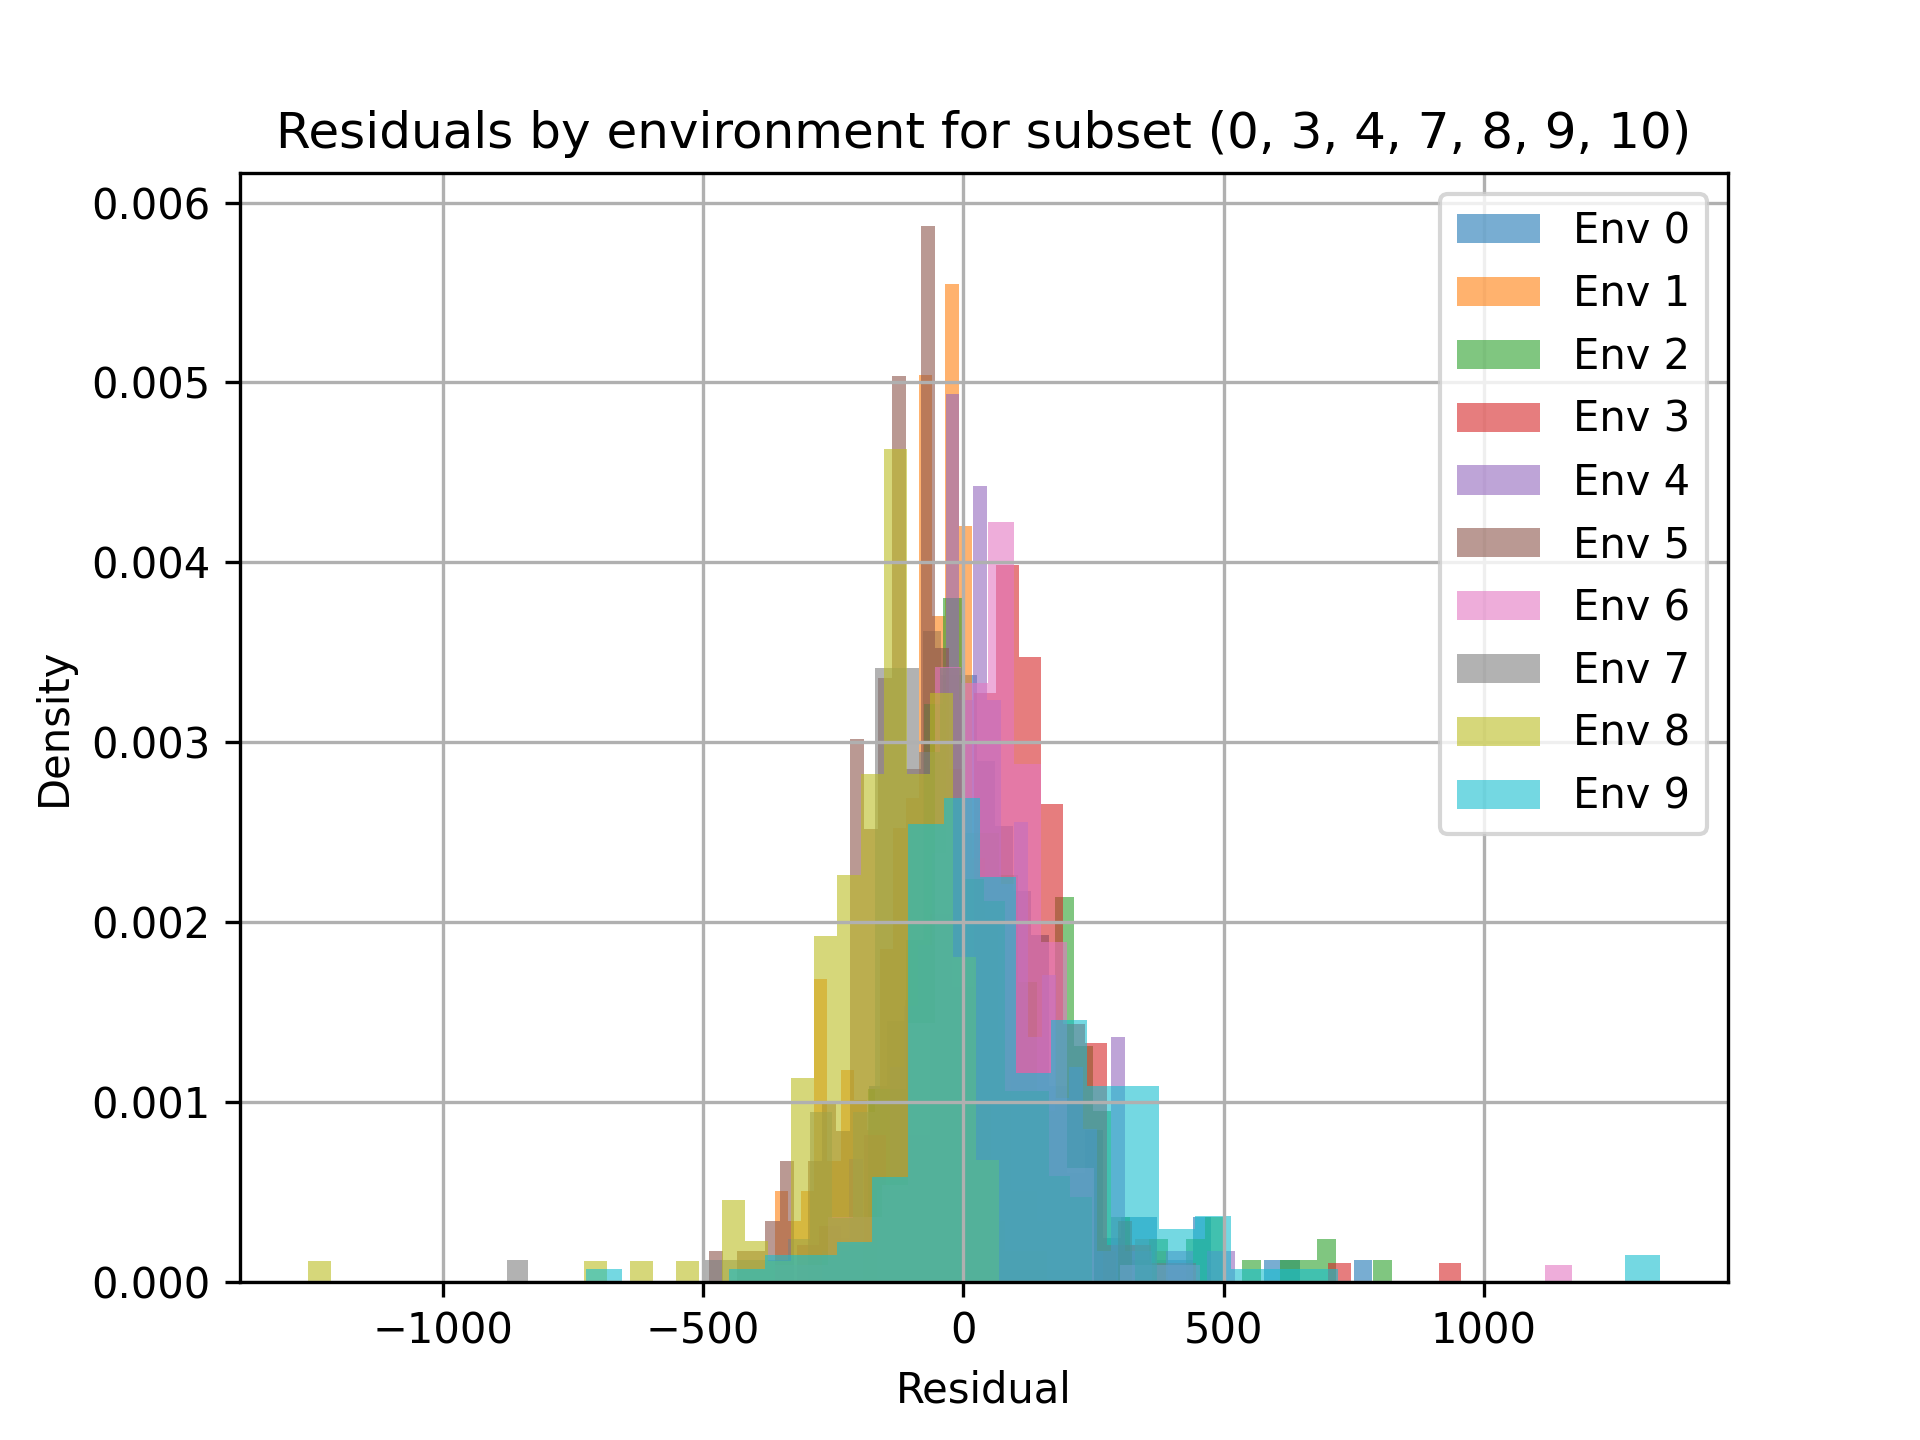 Residuals by environment for subset (0, 3, 4, 7, 8, 9, 10)
0.006
0.005
0.004
0.003
0.002
0.001
0.000
Density
−1000
−500
0
500
1000
Residual
Env 0
Env 1
Env 2
Env 3
Env 4
Env 5
Env 6
Env 7
Env 8
Env 9